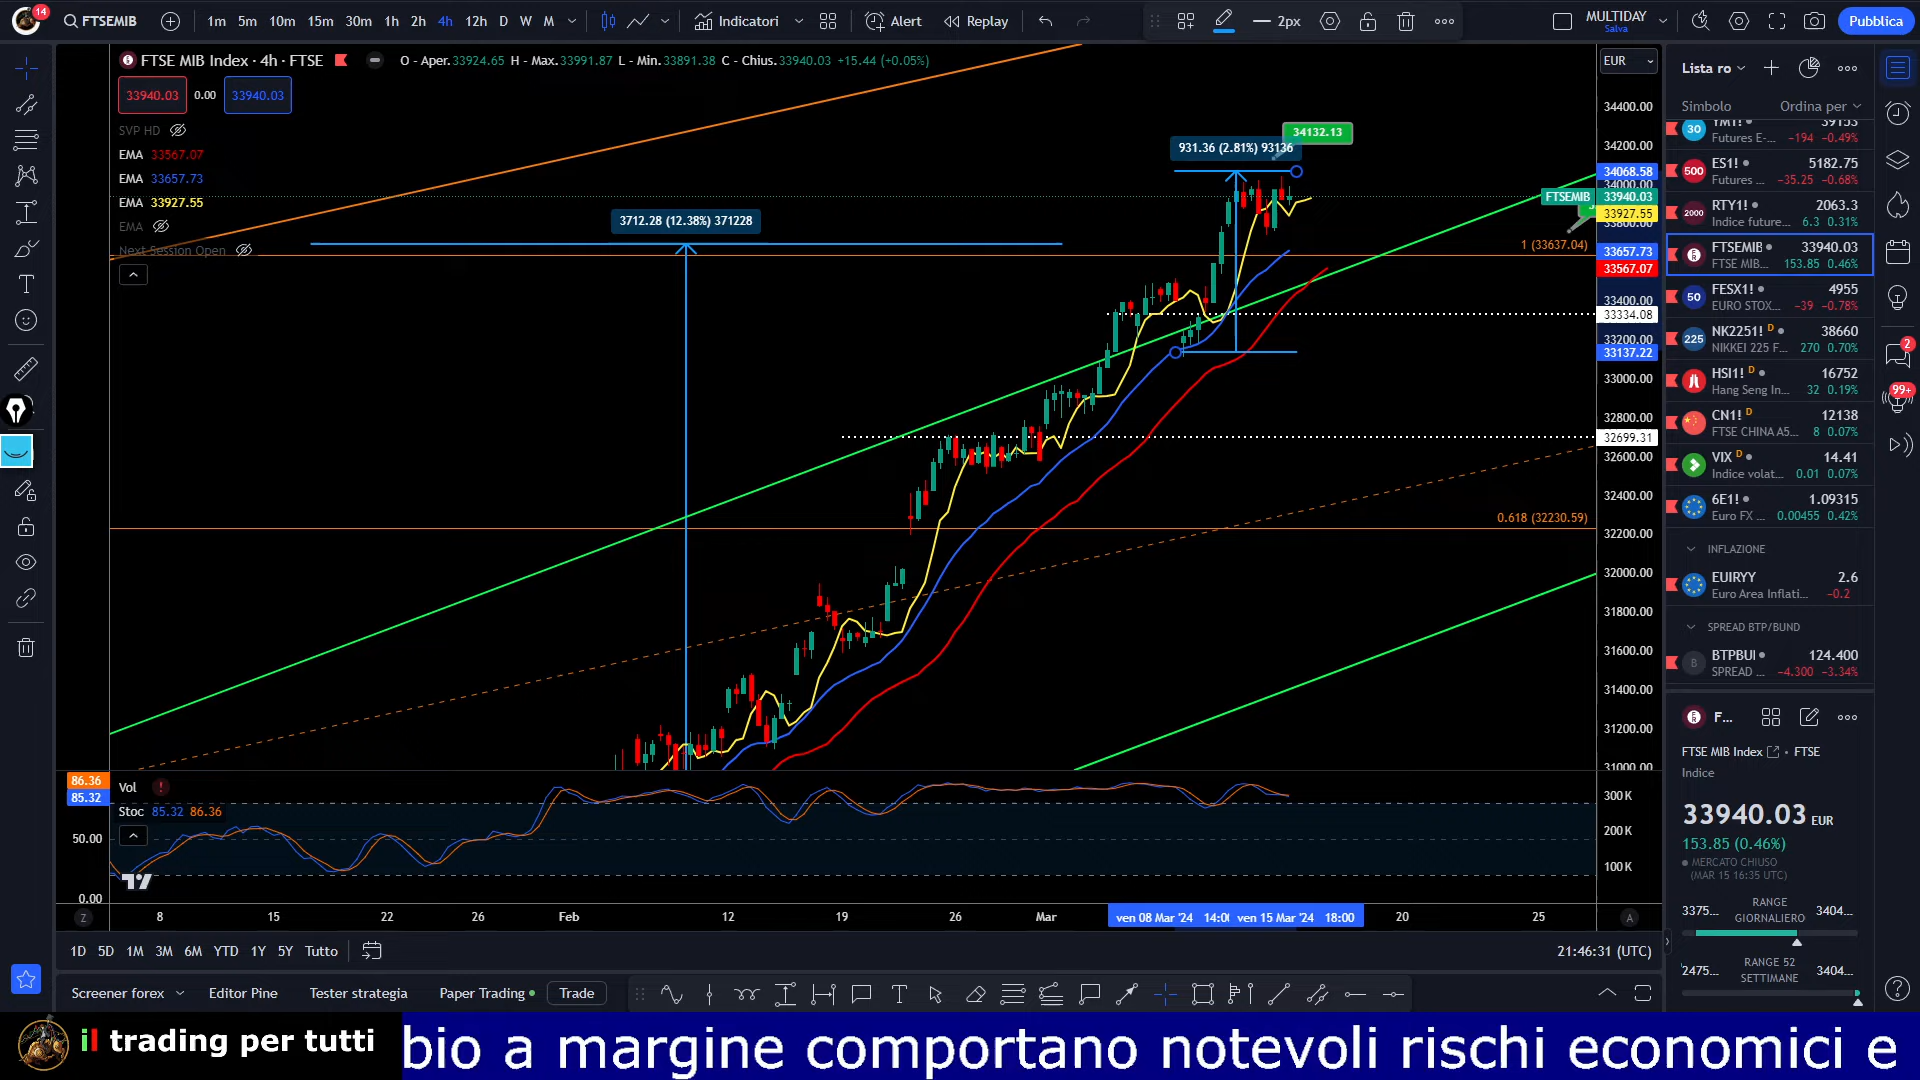 14
FTSEMIB
1m 5m 10m 15m 30m 1h 2h 4h 12h D W M
Indicatori
Alert
Replay
2px
MULTIDAY
Salva
Pubblica
FTSE MIB Index · 4h · FTSE
O - Aper.33924.65 H - Max.33991.87 L - Min.33891.38 C - Chius.33940.03 +15.44 (+0.05%)
33940.03 0.00 33940.03
SVP HD
EMA 33567.07
EMA 33657.73
EMA 33927.55
EMA
Next Session Open
3712.28 (12.38%) 371228
931.36 (2.81%) 93136
34132.13
1 (33637.04)
0.618 (32230.59)
EUR
34400.00
34200.00
34068.58
34000.00
FTSEMIB 33940.03
33927.55
33800.00
33657.73
33567.07
33400.00
33334.08
33200.00
33137.22
33000.00
32800.00
32699.31
32600.00
32400.00
32200.00
32000.00
31800.00
31600.00
31400.00
31200.00
31000.00
86.36
85.32
50.00
0.00
Vol
Stoc 85.32 86.36
300K
200K
100K
Z
8 15 22 26 Feb 12 19 26 Mar ven 08 Mar '24 14:0 ven 15 Mar '24 18:00 20 25
A
1D 5D 1M 3M 6M YTD 1Y 5Y Tutto
21:46:31 (UTC)
Screener forex
Editor Pine
Tester strategia
Paper Trading
Trade
Lista ro
Simbolo Ordina per
30 YM1! 39153
Futures E-... −194 −0.49%
500 ES1! 5182.75
Futures ... −35.25 −0.68%
2000 RTY1! 2063.3
Indice future... 6.3 0.31%
FTSEMIB 33940.03
FTSE MIB... 153.85 0.46%
50 FESX1! 4955
EURO STOX... −39 −0.78%
225 NK2251! D 38660
NIKKEI 225 F... 270 0.70%
HSI1! D 16752
Hang Seng In... 32 0.19%
CN1! D 12138
FTSE CHINA A5... 8 0.07%
VIX D 14.41
Indice volat... 0.01 0.07%
6E1! 1.09315
Euro FX ... 0.00455 0.42%
INFLAZIONE
EUIRYY 2.6
Euro Area Inflati... −0.2
SPREAD BTP/BUND
B BTPBUI 124.400
SPREAD ... −4.300 −3.34%
F...
FTSE MIB Index • FTSE
Indice
33940.03 EUR
153.85 (0.46%)
MERCATO CHIUSO
(MAR 15 16:35 UTC)
3375... RANGE GIORNALIERO 3404...
2475... RANGE 52 SETTIMANE 3404...
2
99+
il trading per tutti
bio a margine comportano notevoli rischi economici e